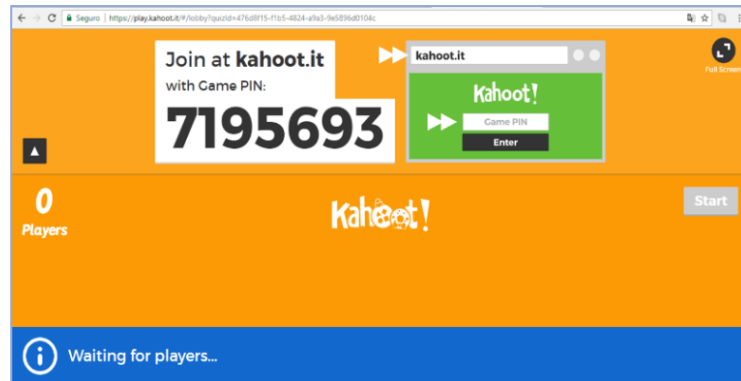 Seguro | https://play.kahoot.it/#/lobby?quizId=476d8f15-f1b5-4824-a9a3-9e5896d0104c
Join at kahoot.it
with Game PIN:
7195693
kahoot.it
Kahoot!
Game PIN
Enter
Full Screen
0
Players
Kahoot!
Start
Waiting for players...